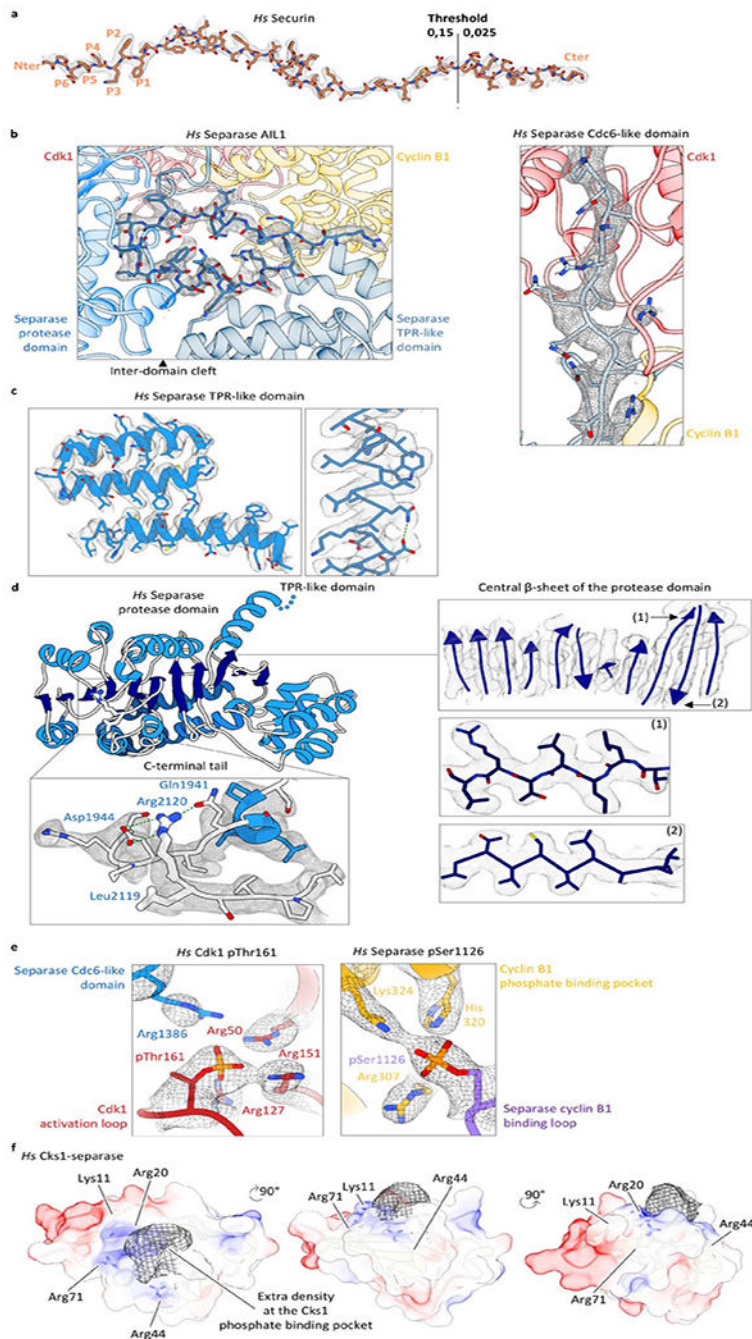 a
Hs Securin
Threshold
0,15 0,025
Nter
P6
P5
P4
P3
P2
P1
Cter
b
Hs Separase AIL1
Cdk1
Cyclin B1
Separase
protease
domain
Separase
TPR-like
domain
Inter-domain cleft
Hs Separase Cdc6-like domain
Cdk1
Cyclin B1
c
Hs Separase TPR-like domain
d
Hs Separase
protease domain
TPR-like domain
C-terminal tail
Gln1941
Arg2120
Asp1944
Leu2119
Central β-sheet of the protease domain
(1)
(2)
(1)
(2)
e
Hs Cdk1 pThr161
Separase Cdc6-like
domain
Arg1386
Arg50
pThr161
Arg151
Arg127
Cdk1
activation loop
Hs Separase pSer1126
Cyclin B1
phosphate binding pocket
Lys324
His
320
pSer1126
Arg307
Separase cyclin B1
binding loop
f
Hs Cks1-separase
Lys11
Arg20
Arg71
Arg44
Extra density
at the Cks1
phosphate binding pocket
90°
Arg71
Lys11
Arg44
90°
Lys11
Arg20
Arg44
Arg71